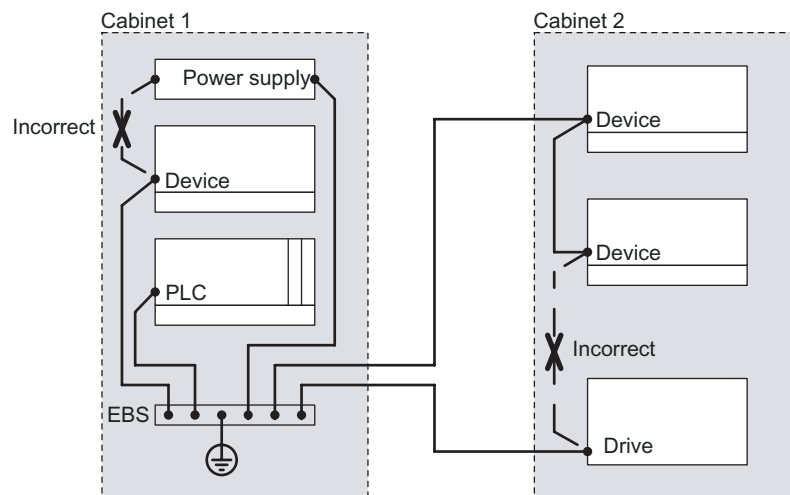 Cabinet 1
Power supply
Incorrect
Device
PLC
EBS
Cabinet 2
Device
Device
Incorrect
Drive